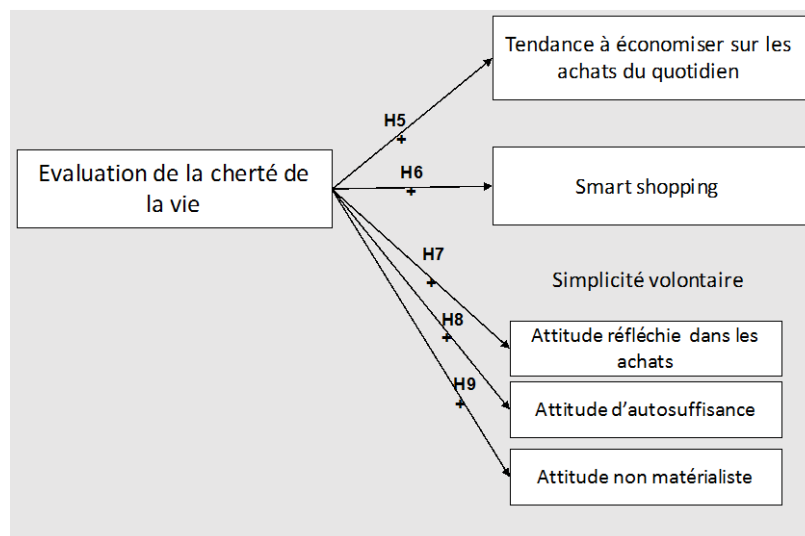 Tendance à économiser sur les
achats du quotidien
H5
+
Evaluation de la cherté de
la vie
H6
+
Smart shopping
H7
+
Simplicité volontaire
H8
+
Attitude réfléchie dans les
achats
H9
+
Attitude d'autosuffisance
Attitude non matérialiste